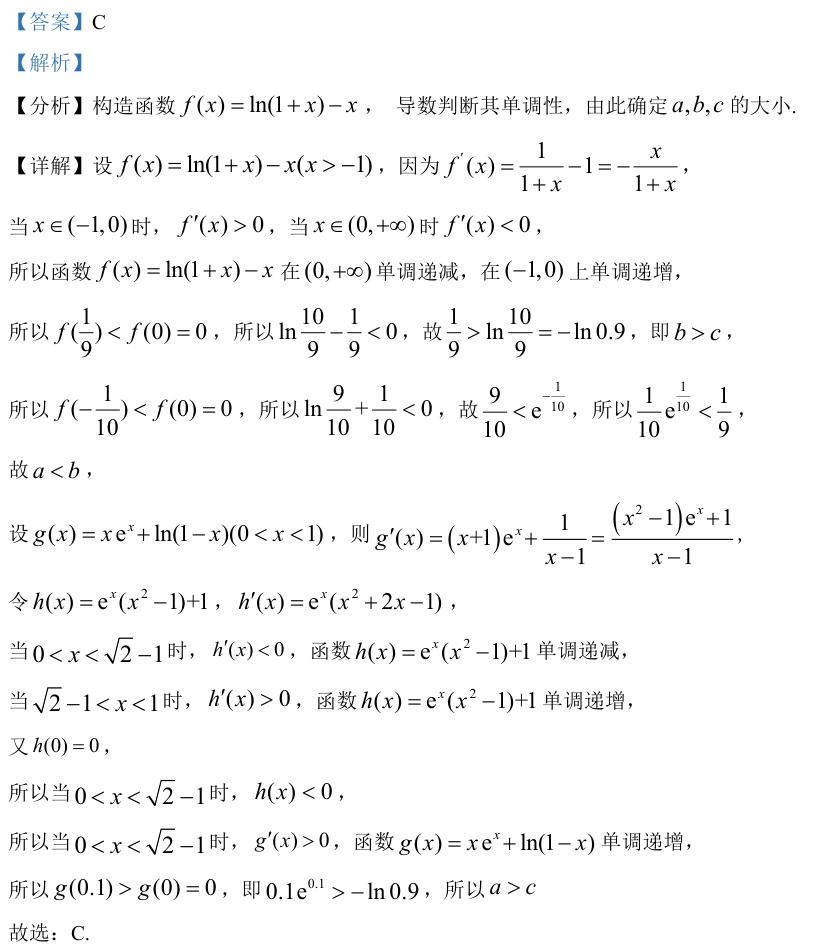 【答案】C
【解析】
【分析】构造函数 f(x) = ln(1+x) − x ， 导数判断其单调性，由此确定 a,b,c 的大小.
【详解】设 f(x) = ln(1+x) − x(x > −1)，因为 f′(x) = \frac{1}{1+x} − 1 = −\frac{x}{1+x}，
当 x∈(−1,0) 时， f′(x) > 0，当 x∈(0,+∞) 时 f′(x) < 0，
所以函数 f(x) = ln(1+x) − x 在 (0,+∞) 单调递减，在 (−1,0) 上单调递增，
所以 f(\frac{1}{9}) < f(0) = 0，所以 ln\frac{10}{9} − \frac{1}{9} < 0，故 \frac{1}{9} > ln\frac{10}{9} = −ln 0.9，即 b > c，
所以 f(−\frac{1}{10}) < f(0) = 0，所以 ln\frac{9}{10} + \frac{1}{10} < 0，故 \frac{9}{10} < e^{−\frac{1}{10}}，所以 \frac{1}{10}e^{\frac{1}{10}} < \frac{1}{9}，
故 a < b，
设 g(x) = xe^{x} + ln(1−x)(0 < x < 1)，则 g′(x) = (x+1)e^{x} + \frac{1}{x−1} = \frac{(x^{2}−1)e^{x}+1}{x−1}，
令 h(x) = e^{x}(x^{2}−1)+1，h′(x) = e^{x}(x^{2}+2x−1)，
当 0 < x < √2 −1 时，h′(x) < 0，函数 h(x) = e^{x}(x^{2}−1)+1 单调递减，
当 √2 −1 < x < 1 时，h′(x) > 0，函数 h(x) = e^{x}(x^{2}−1)+1 单调递增，
又 h(0) = 0，
所以当 0 < x < √2 −1 时，h(x) < 0，
所以当 0 < x < √2 −1 时，g′(x) > 0，函数 g(x) = xe^{x} + ln(1−x) 单调递增，
所以 g(0.1) > g(0) = 0，即 0.1e^{0.1} > −ln 0.9，所以 a > c
故选：C.